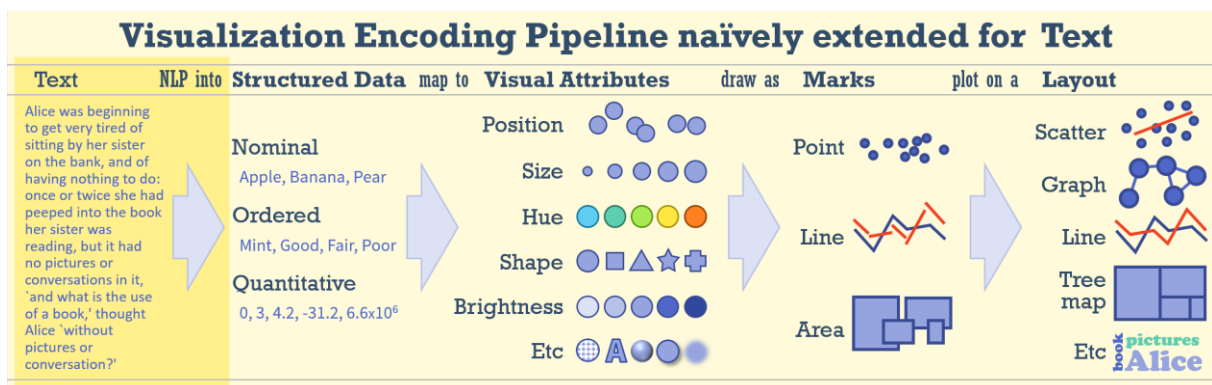 Visualization Encoding Pipeline naïvely extended for Text
Text NLP into Structured Data map to Visual Attributes draw as Marks plot on a Layout
Alice was beginning
to get very tired of
sitting by her sister
on the bank, and of
having nothing to do:
once or twice she had
peeped into the book
her sister was
reading, but it had
no pictures or
conversations in it,
`and what is the use
of a book,' thought
Alice `without
pictures or
conversation?'
Nominal
Apple, Banana, Pear
Ordered
Mint, Good, Fair, Poor
Quantitative
0, 3, 4.2, -31.2, 6.6x10⁶
Position
Size
Hue
Shape
Brightness
Etc
A
Point
Line
Area
Scatter
Graph
Line
Tree
map
Etc
book
pictures
Alice